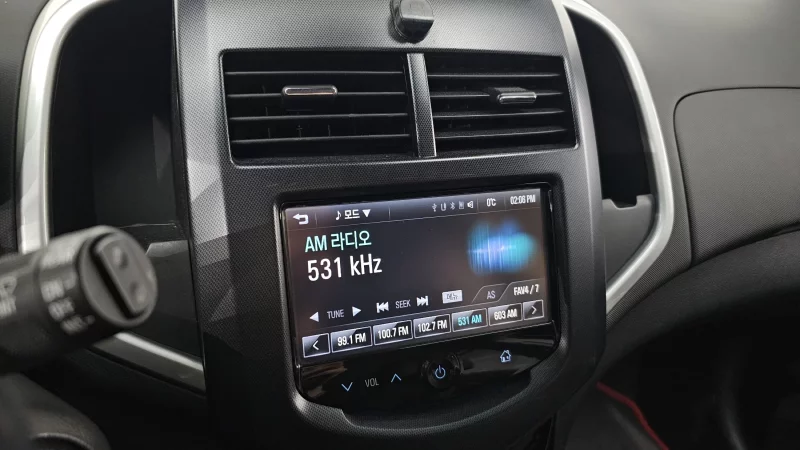 모드 ▼ 0°C 02:06 PM
AM 라디오
531 kHz
◀ TUNE ▶ SEEK 메뉴 AS FAV4 / 7
< 99.1 FM 100.7 FM 102.7 FM 531 AM 603 AM >
VOL